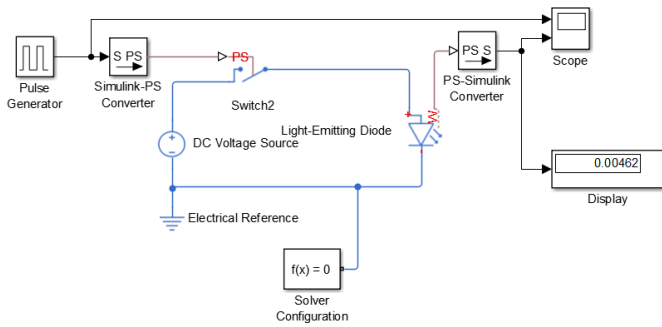 S PS
PS
PS S
Pulse
Generator
Simulink-PS
Converter
Switch2
PS-Simulink
Converter
Scope
DC Voltage Source
Light-Emitting Diode
W
0.00462
Display
Electrical Reference
f(x) = 0
Solver
Configuration